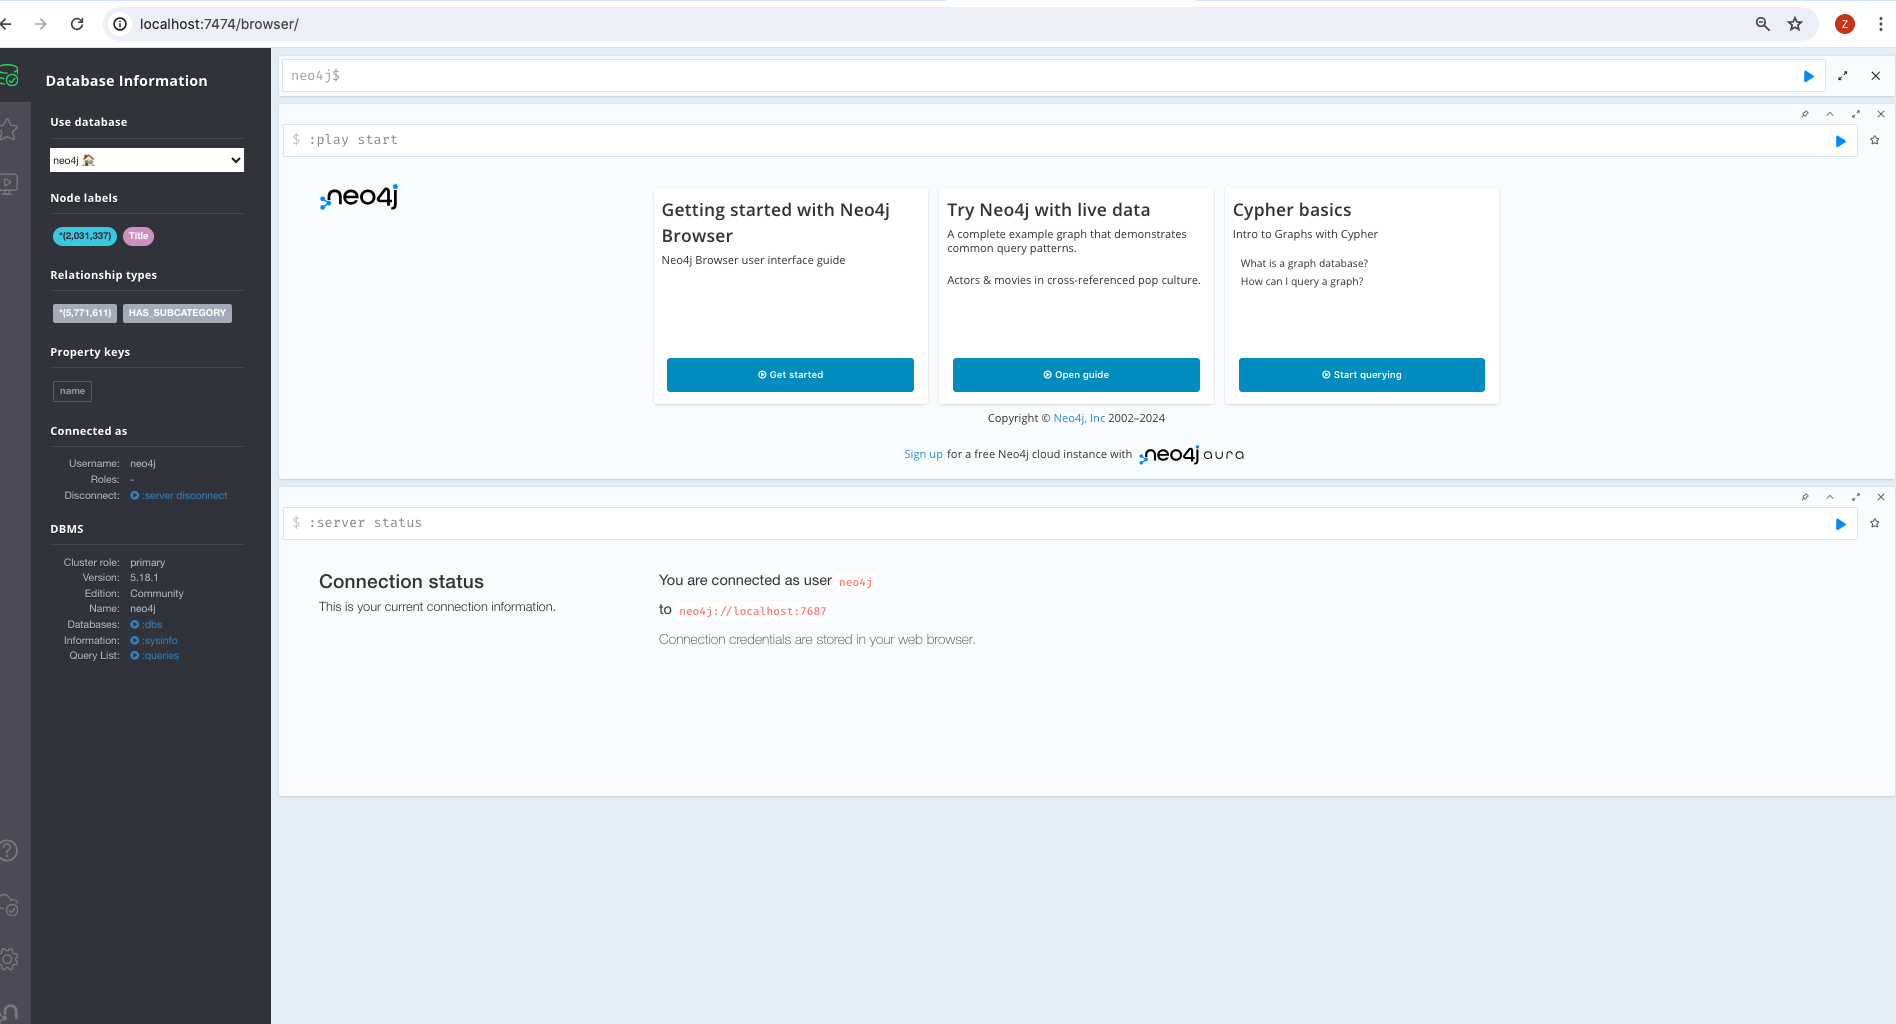 localhost:7474/browser/
Z
Database Information
Use database
neo4j 🏠
Node labels
*(2,031,337) Title
Relationship types
*(5,771,611) HAS_SUBCATEGORY
Property keys
name
Connected as
Username: neo4j
Roles: -
Disconnect: :server disconnect
DBMS
Cluster role: primary
Version: 5.18.1
Edition: Community
Name: neo4j
Databases: :dbs
Information: :sysinfo
Query List: :queries
neo4j$
$ :play start
neo4j
Getting started with Neo4j
Browser
Neo4j Browser user interface guide
Get started
Try Neo4j with live data
A complete example graph that demonstrates
common query patterns.
Actors & movies in cross-referenced pop culture.
Open guide
Cypher basics
Intro to Graphs with Cypher
What is a graph database?
How can I query a graph?
Start querying
Copyright © Neo4j, Inc 2002–2024
Sign up for a free Neo4j cloud instance with neo4j aura
$ :server status
Connection status
This is your current connection information.
You are connected as user neo4j
to neo4j://localhost:7687
Connection credentials are stored in your web browser.